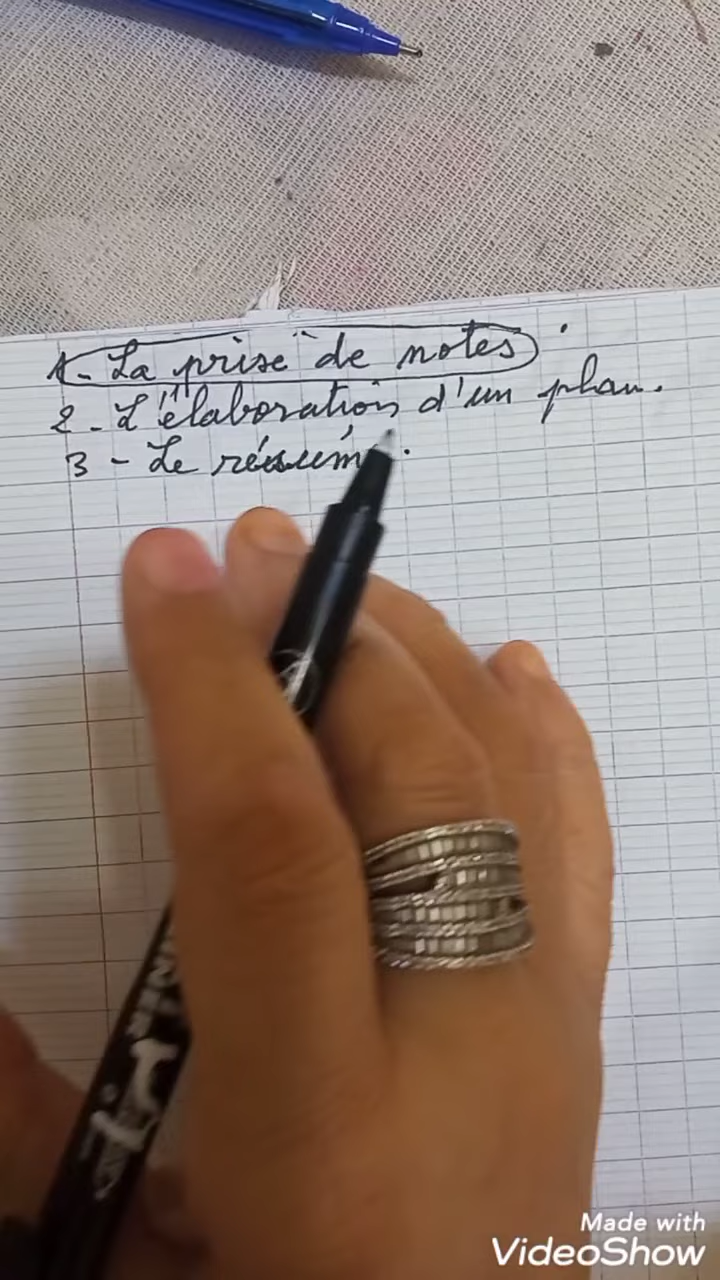 1- La prise de notes.
2- L'élaboration d'un plan.
3- Le résumé.
Made with
VideoShow